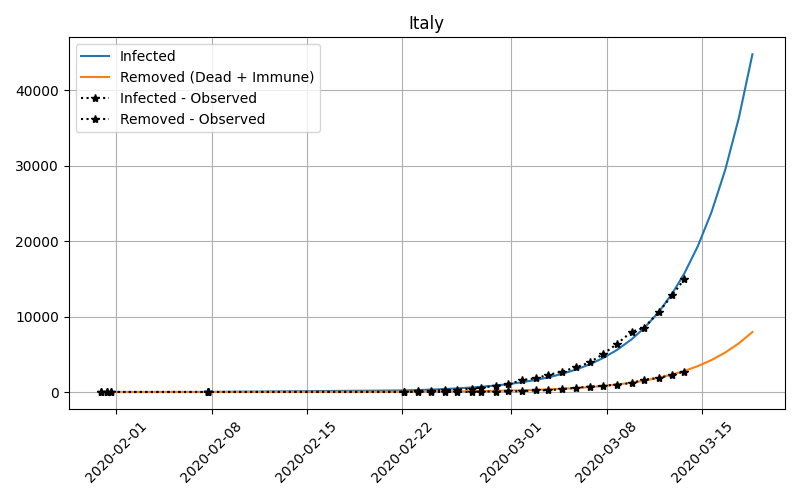 Italy
Infected
Removed (Dead + Immune)
Infected - Observed
Removed - Observed
40000
30000
20000
10000
0
2020-02-01
2020-02-08
2020-02-15
2020-02-22
2020-03-01
2020-03-08
2020-03-15